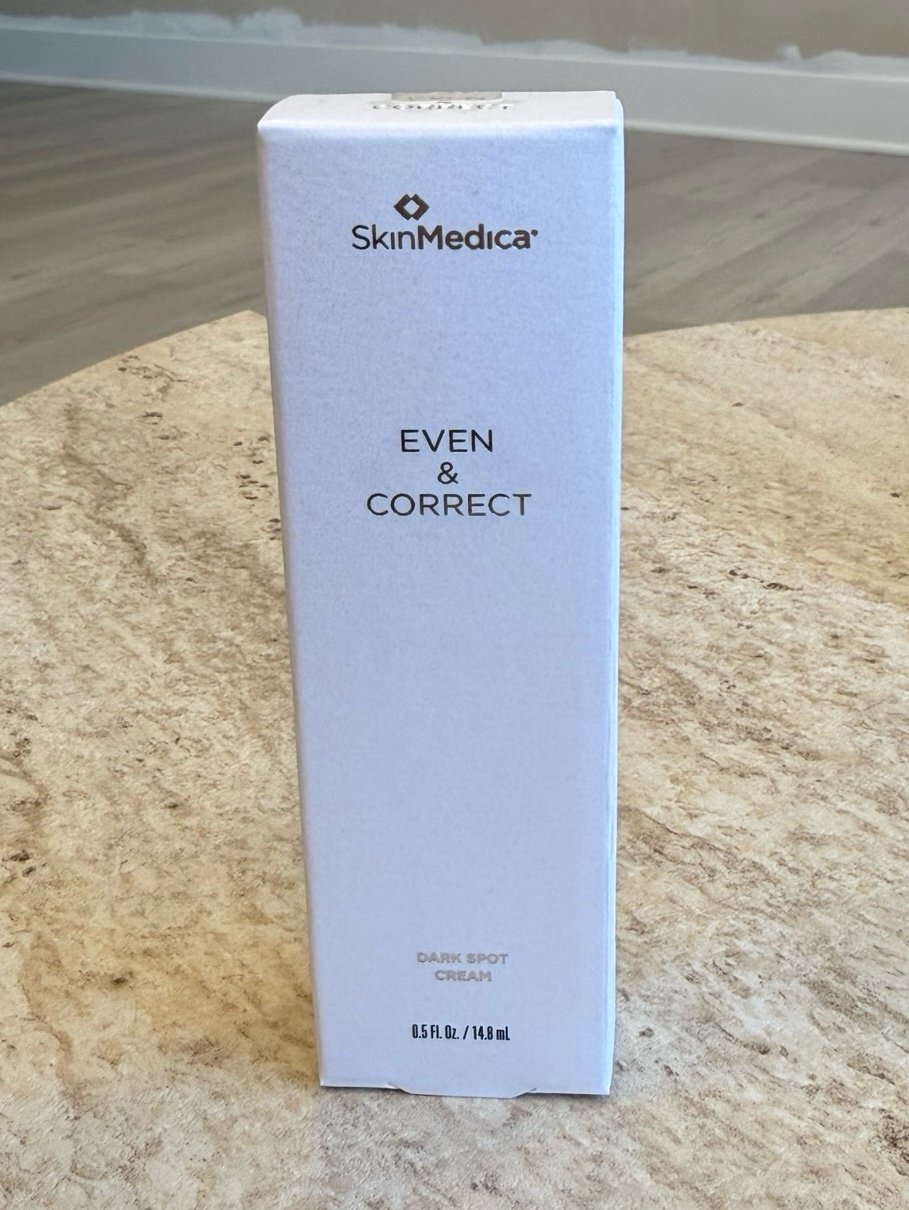 SkinMedica
EVEN
&
CORRECT
DARK SPOT
CREAM
0.5 Fl. Oz. / 14.8 mL